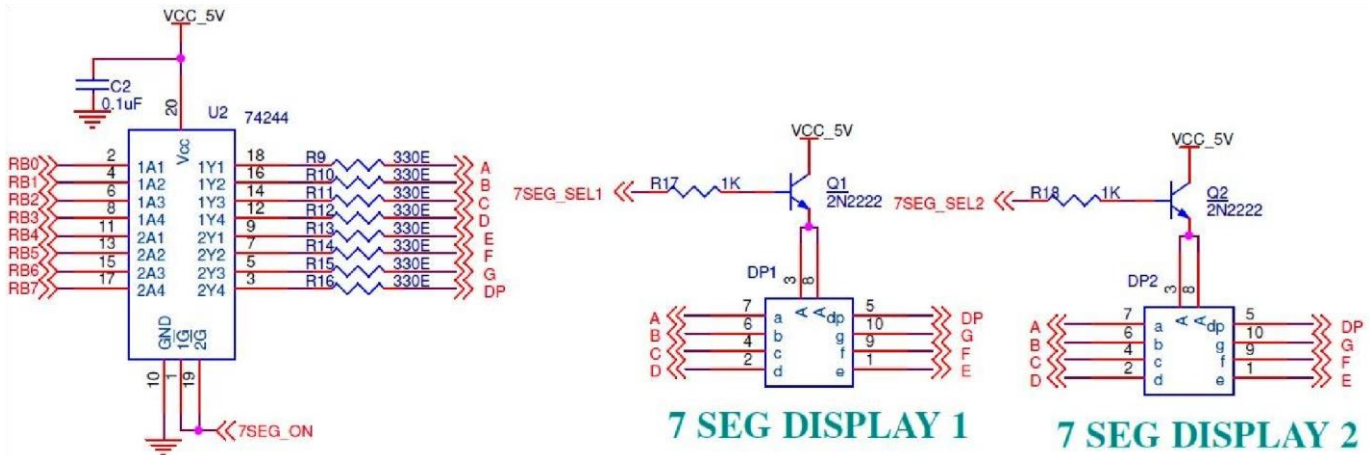 VCC_5V
C2
0.1uF
20
U2 74244
Vcc
RB0 2 1A1 1Y1 18 R9 330E A
RB1 4 1A2 1Y2 16 R10 330E B
RB2 6 1A3 1Y3 14 R11 330E C
RB3 8 1A4 1Y4 12 R12 330E D
RB4 11 2A1 2Y1 9 R13 330E E
RB5 13 2A2 2Y2 7 R14 330E F
RB6 15 2A3 2Y3 5 R15 330E G
RB7 17 2A4 2Y4 3 R16 330E DP
GND 1G 2G
10 1 19
7SEG_ON
VCC_5V
7SEG_SEL1 R17 1K Q1
2N2222
DP1 3 8
A A
A 7 a dp 5 DP
B 6 b g 10 G
C 4 c f 9 F
D 2 d e 1 E
7 SEG DISPLAY 1
VCC_5V
7SEG_SEL2 R18 1K Q2
2N2222
DP2 3 8
A A
A 7 a dp 5 DP
B 6 b g 10 G
C 4 c f 9 F
D 2 d e 1 E
7 SEG DISPLAY 2